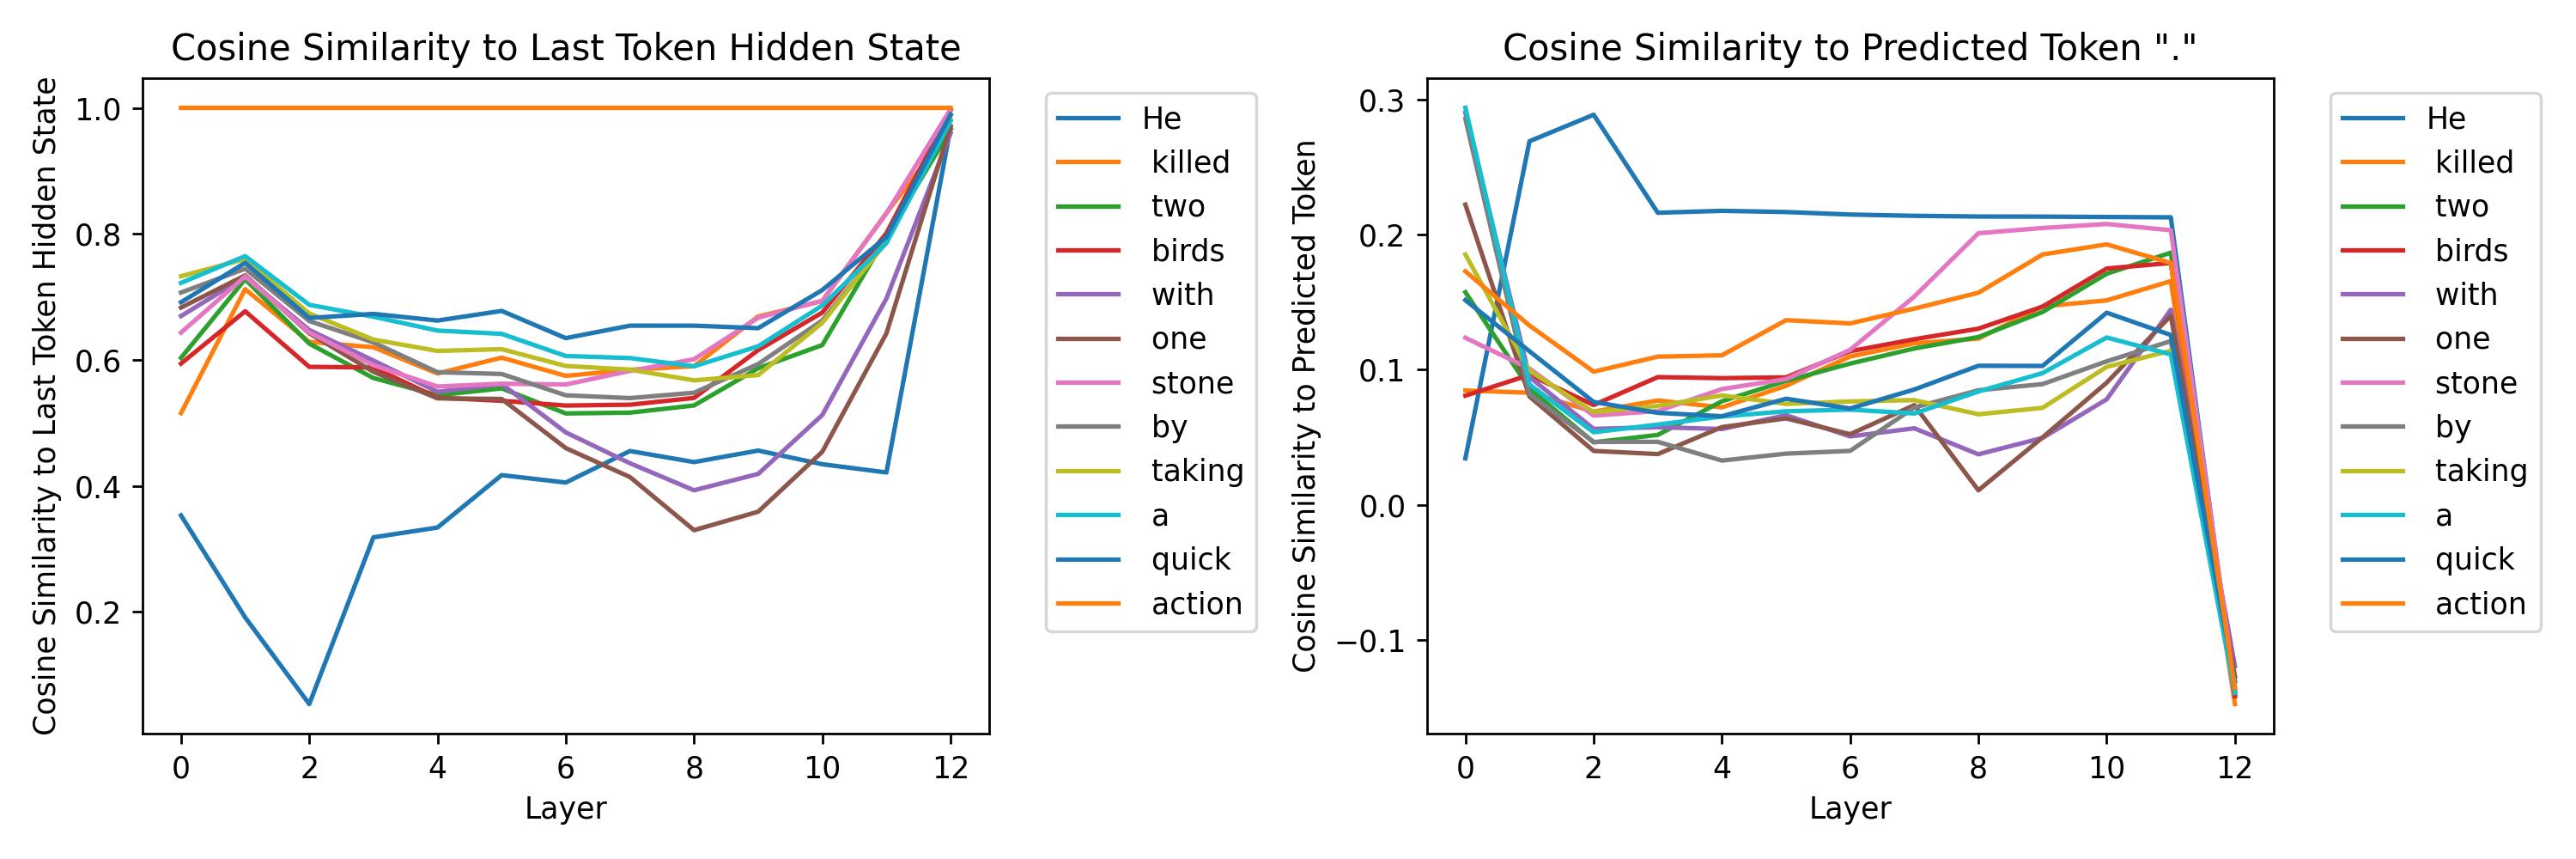 Cosine Similarity to Last Token Hidden State
Cosine Similarity to Last Token Hidden State
1.0
0.8
0.6
0.4
0.2
0 2 4 6 8 10 12
Layer
He
killed
two
birds
with
one
stone
by
taking
a
quick
action
Cosine Similarity to Predicted Token "."
Cosine Similarity to Predicted Token
0.3
0.2
0.1
0.0
−0.1
0 2 4 6 8 10 12
Layer
He
killed
two
birds
with
one
stone
by
taking
a
quick
action